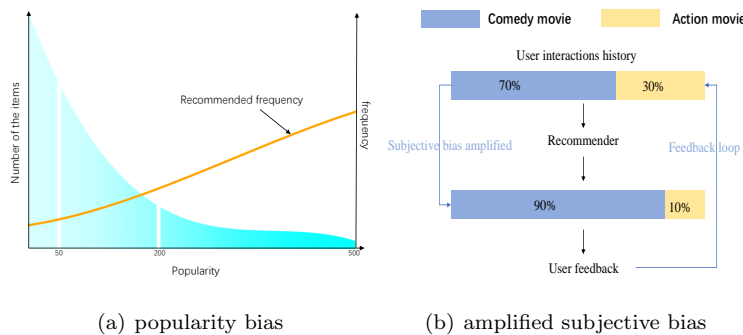 Number of the items
Recommended frequency
frequency
50
200
500
Popularity
(a) popularity bias
Comedy movie
Action movie
User interactions history
70%
30%
Subjective bias amplified
Recommender
Feedback loop
90%
10%
User feedback
(b) amplified subjective bias